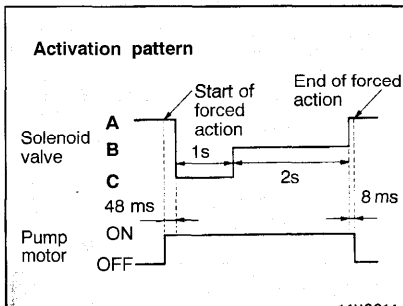 Activation pattern
Start of
forced
action
End of forced
action
Solenoid
valve
A
B
C
1s
2s
48 ms
8 ms
Pump
motor
ON
OFF